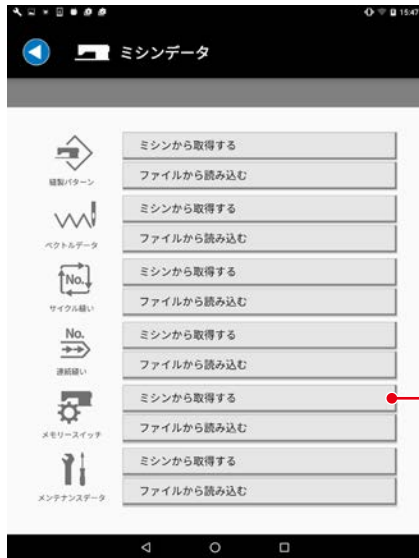 15:47
ミシンデータ
ミシンから取得する
ファイルから読み込む
縫製パターン
ミシンから取得する
ファイルから読み込む
ベクトルデータ
No.
ミシンから取得する
ファイルから読み込む
サイクル縫い
No.
ミシンから取得する
ファイルから読み込む
連続縫い
ミシンから取得する
ファイルから読み込む
メモリースイッチ
ミシンから取得する
ファイルから読み込む
メンテナンスデータ